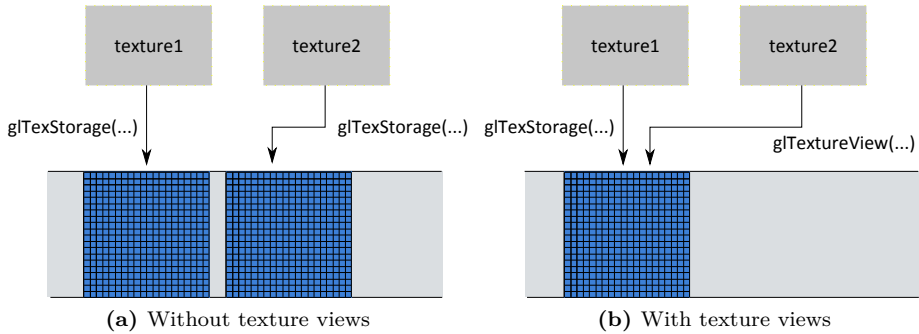 texture1 texture2 texture1 texture2
glTexStorage(...) glTexStorage(...) glTexStorage(...) glTextureView(...)
(a) Without texture views (b) With texture views